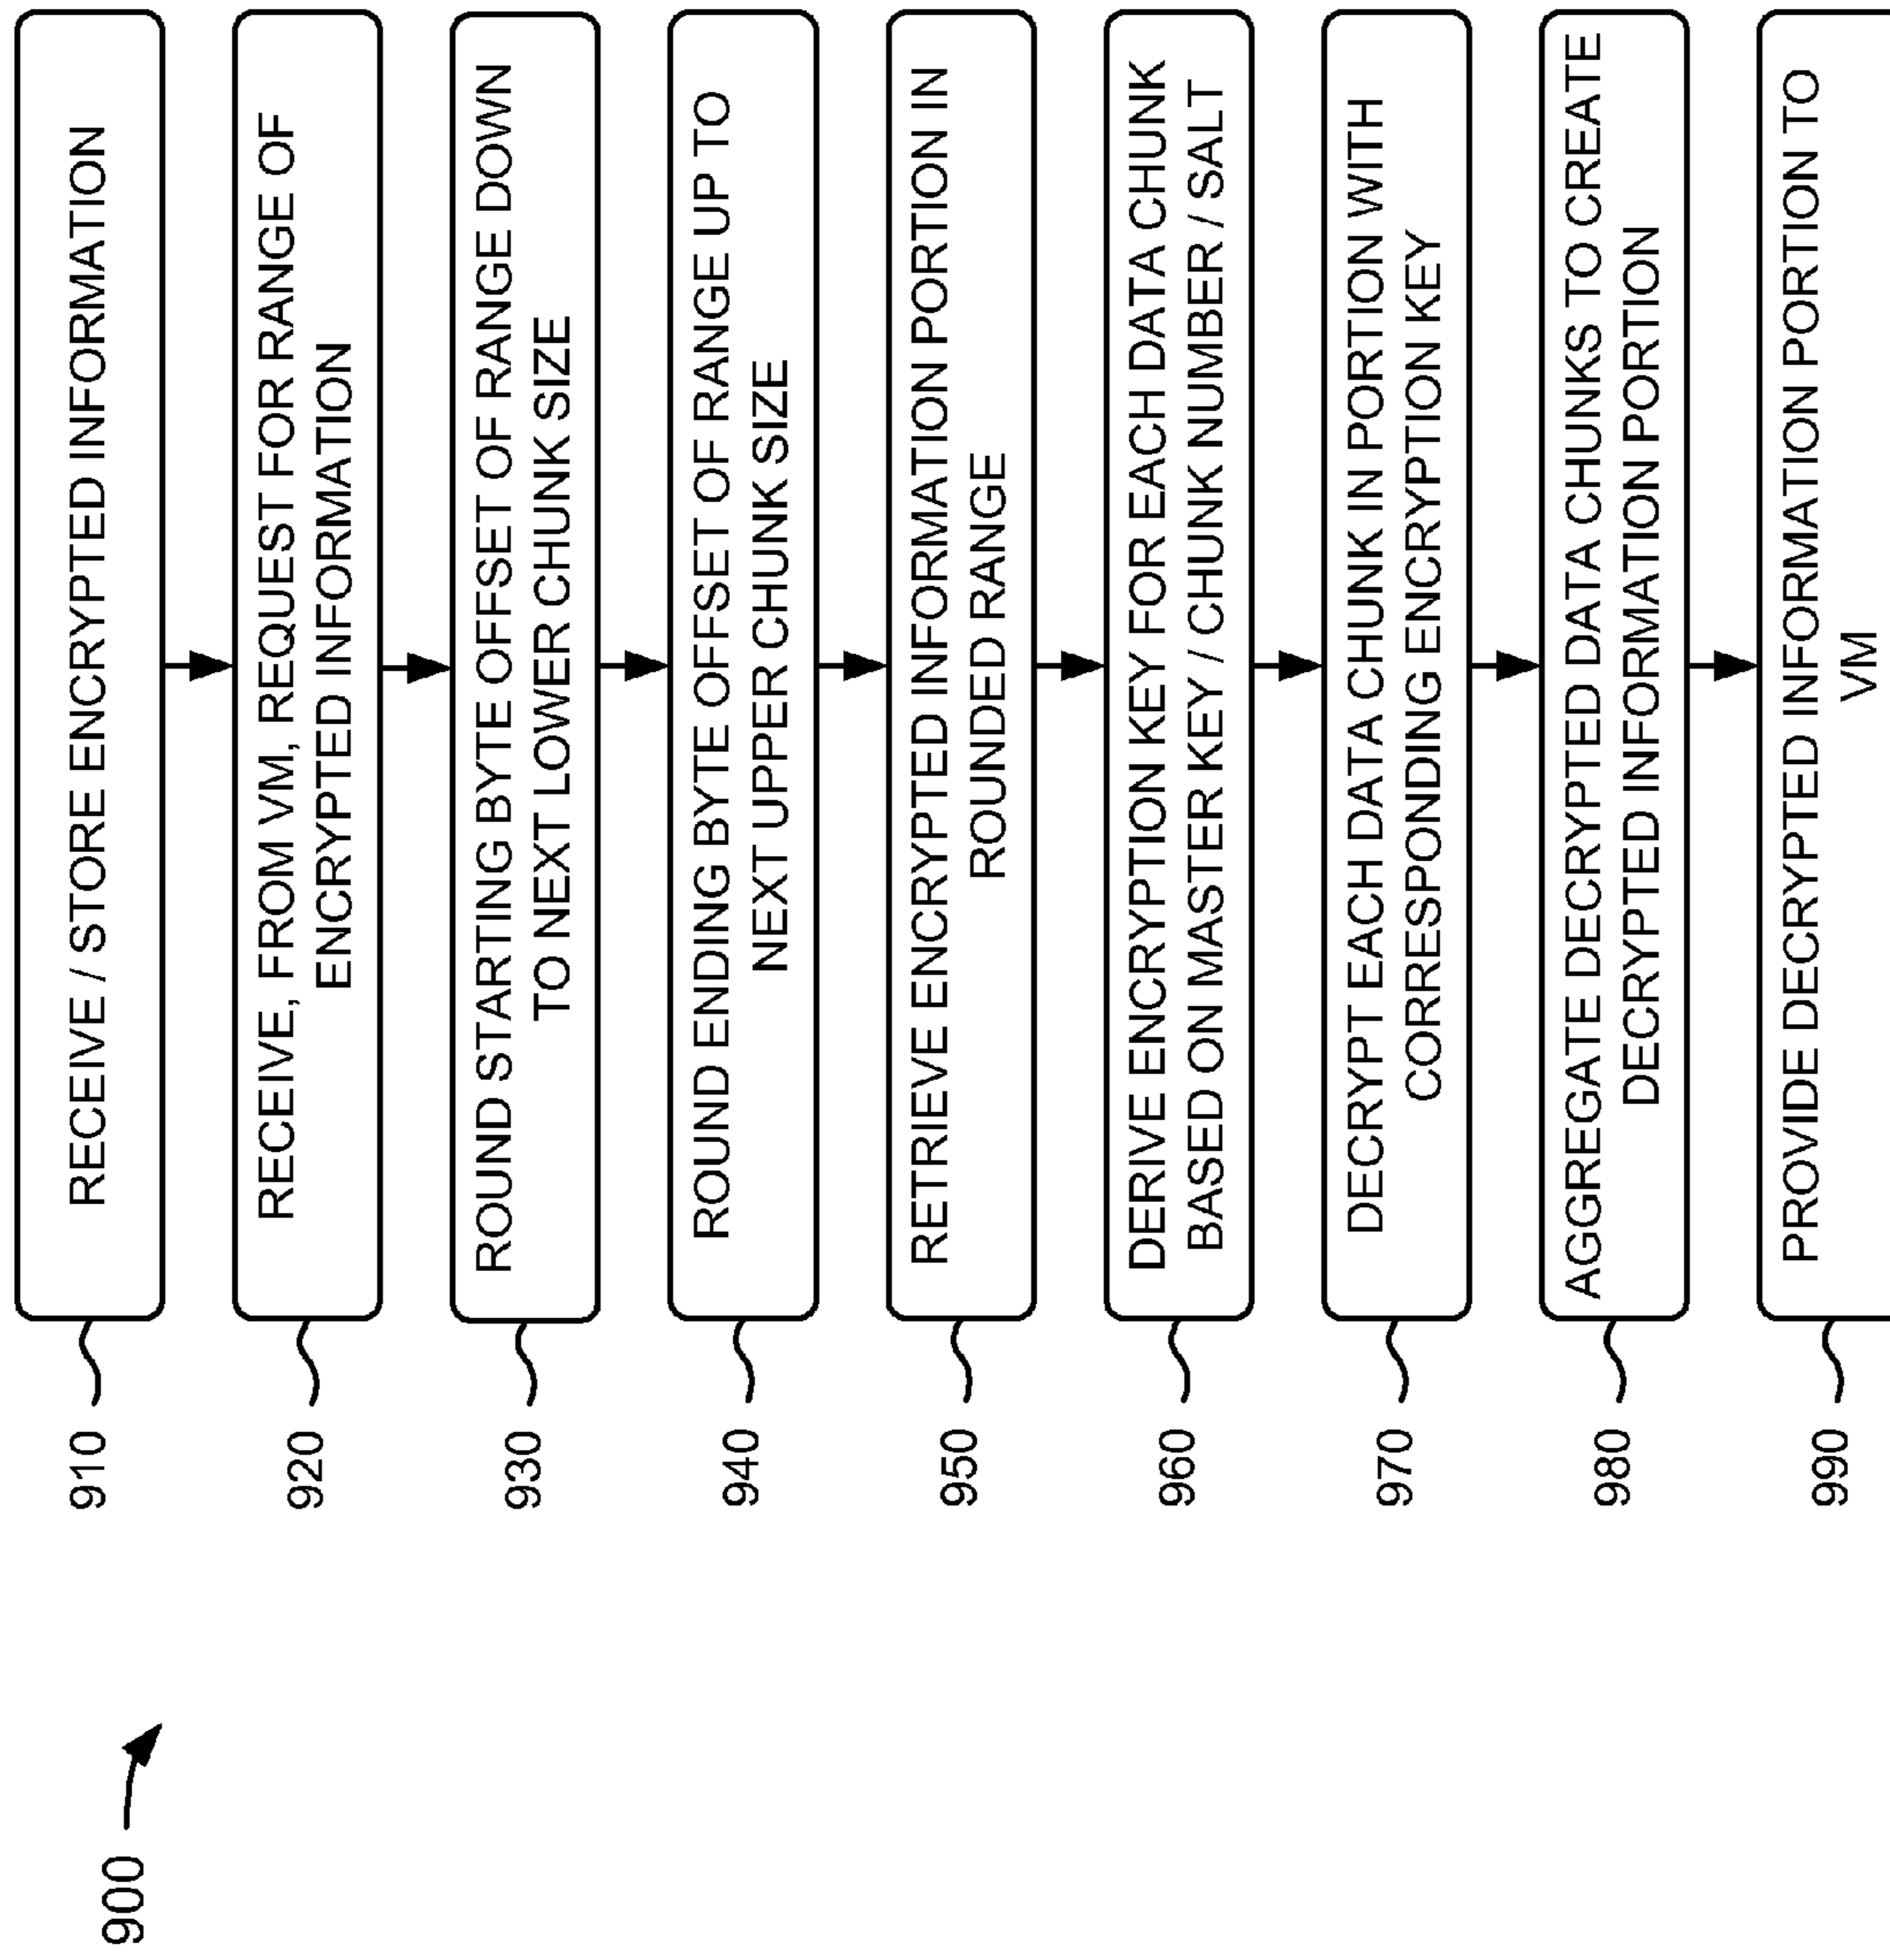 900
910
RECEIVE / STORE ENCRYPTED INFORMATION
920
RECEIVE, FROM VM, REQUEST FOR RANGE OF
ENCRYPTED INFORMATION
930
ROUND STARTING BYTE OFFSET OF RANGE DOWN
TO NEXT LOWER CHUNK SIZE
940
ROUND ENDING BYTE OFFSET OF RANGE UP TO
NEXT UPPER CHUNK SIZE
950
RETRIEVE ENCRYPTED INFORMATION PORTION IN
ROUNDED RANGE
960
DERIVE ENCRYPTION KEY FOR EACH DATA CHUNK
BASED ON MASTER KEY / CHUNK NUMBER / SALT
970
DECRYPT EACH DATA CHUNK IN PORTION WITH
CORRESPONDING ENCRYPTION KEY
980
AGGREGATE DECRYPTED DATA CHUNKS TO CREATE
DECRYPTED INFORMATION PORTION
990
PROVIDE DECRYPTED INFORMATION PORTION TO
VM